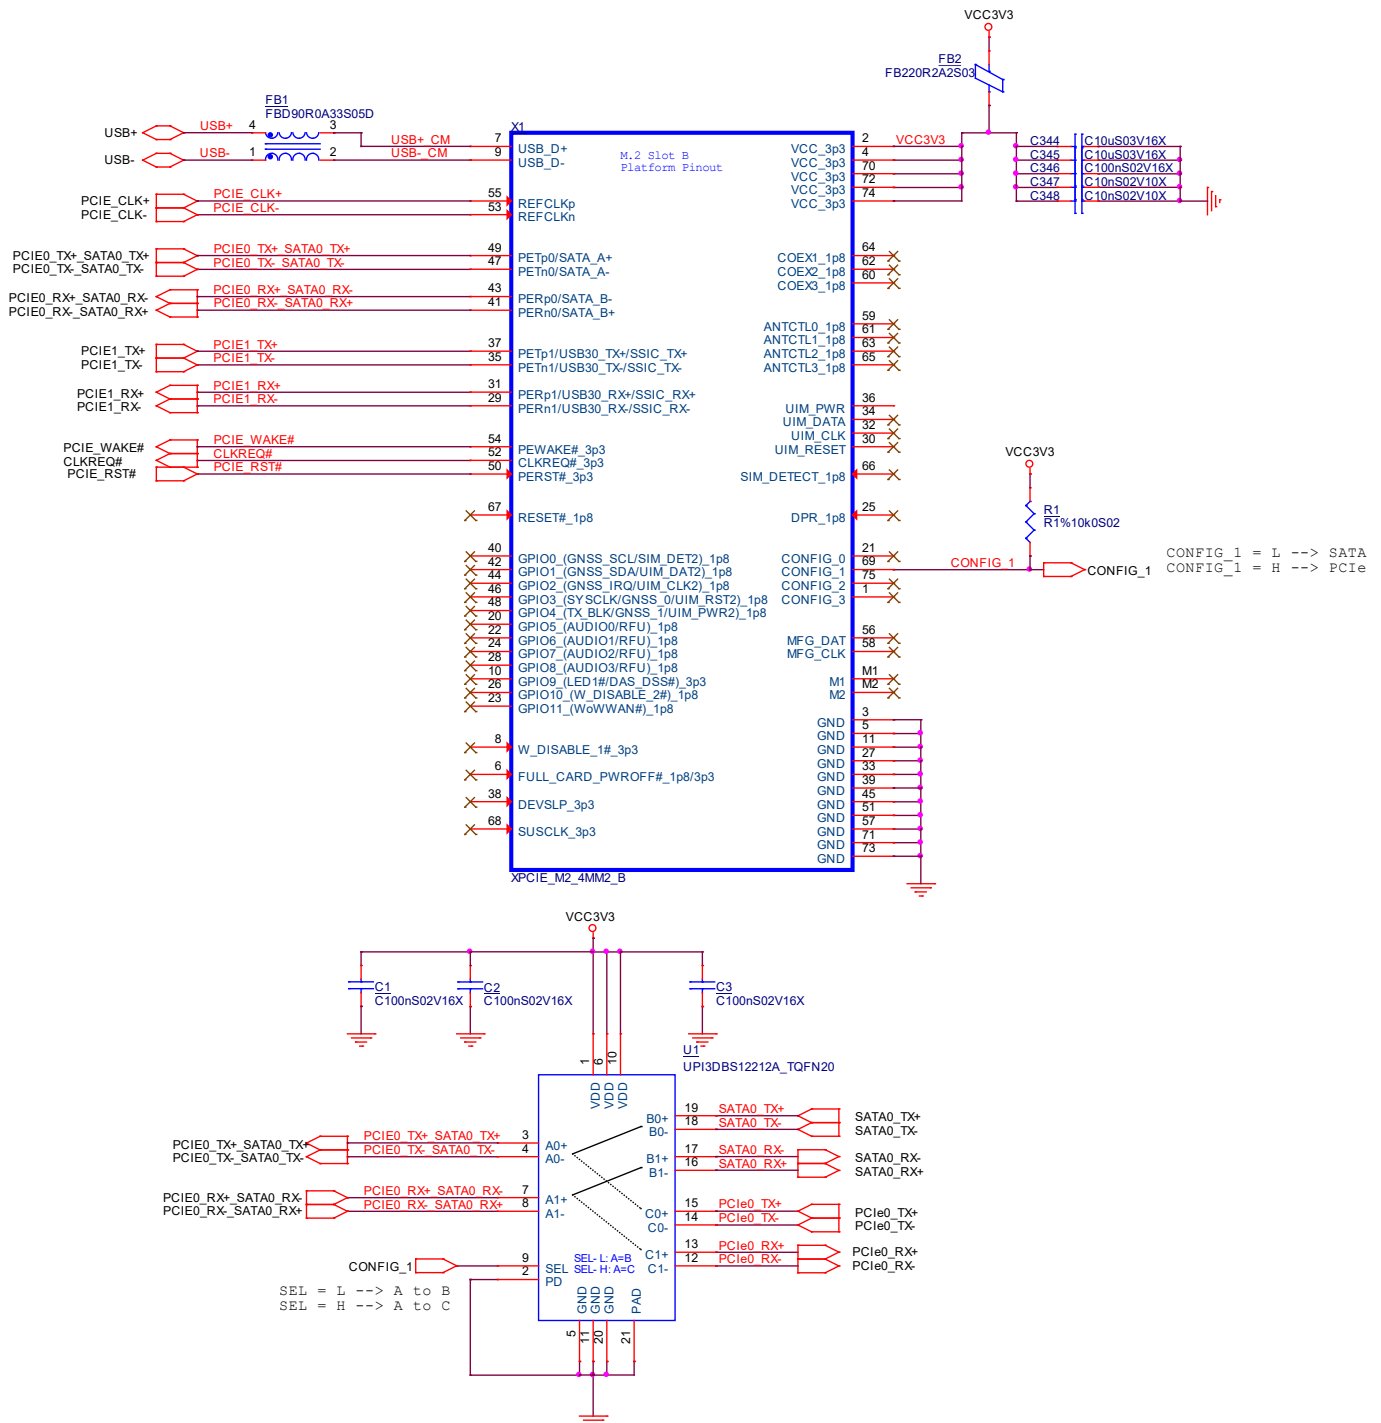 VCC3V3
FB2
FB220R2A2S03
FB1
FBD90R0A33S05D
USB+ USB+ 4 3 USB+_CM 7 USB_D+
USB- USB- 1 2 USB-_CM 9 USB_D-
X1
M.2 Slot B
Platform Pinout
PCIE_CLK+ PCIE_CLK+ 55 REFCLKp
PCIE_CLK- PCIE_CLK- 53 REFCLKn
PCIE0_TX+_SATA0_TX+ PCIE0_TX+_SATA0_TX+ 49 PETp0/SATA_A+
PCIE0_TX-_SATA0_TX- PCIE0_TX-_SATA0_TX- 47 PETn0/SATA_A-
PCIE0_RX+_SATA0_RX- PCIE0_RX+_SATA0_RX- 43 PERp0/SATA_B-
PCIE0_RX-_SATA0_RX+ PCIE0_RX-_SATA0_RX+ 41 PERn0/SATA_B+
PCIE1_TX+ PCIE1_TX+ 37 PETp1/USB30_TX+/SSIC_TX+
PCIE1_TX- PCIE1_TX- 35 PETn1/USB30_TX-/SSIC_TX-
PCIE1_RX+ PCIE1_RX+ 31 PERp1/USB30_RX+/SSIC_RX+
PCIE1_RX- PCIE1_RX- 29 PERn1/USB30_RX-/SSIC_RX-
PCIE_WAKE# PCIE_WAKE# 54 PEWAKE#_3p3
CLKREQ# CLKREQ# 52 CLKREQ#_3p3
PCIE_RST# PCIE_RST# 50 PERST#_3p3
67 RESET#_1p8
40 GPIO0_(GNSS_SCL/SIM_DET2)_1p8
42 GPIO1_(GNSS_SDA/UIM_DAT2)_1p8
44 GPIO2_(GNSS_IRQ/UIM_CLK2)_1p8
46 GPIO3_(SYSCLK/GNSS_0/UIM_RST2)_1p8
48 GPIO4_(TX_BLK/GNSS_1/UIM_PWR2)_1p8
20 GPIO5_(AUDIO0/RFU)_1p8
22 GPIO6_(AUDIO1/RFU)_1p8
24 GPIO7_(AUDIO2/RFU)_1p8
28 GPIO8_(AUDIO3/RFU)_1p8
10 GPIO9_(LED1#/DAS_DSS#)_3p3
26 GPIO10_(W_DISABLE_2#)_1p8
23 GPIO11_(WoWWAN#)_1p8
8 W_DISABLE_1#_3p3
6 FULL_CARD_PWROFF#_1p8/3p3
38 DEVSLP_3p3
68 SUSCLK_3p3
XPCIE_M2_4MM2_B
VCC_3p3 2 VCC3V3
VCC_3p3 4
VCC_3p3 70
VCC_3p3 72
VCC_3p3 74
C344 C10uS03V16X
C345 C10uS03V16X
C346 C100nS02V16X
C347 C10nS02V10X
C348 C10nS02V10X
COEX1_1p8 64
COEX2_1p8 62
COEX3_1p8 60
ANTCTL0_1p8 59
ANTCTL1_1p8 61
ANTCTL2_1p8 63
ANTCTL3_1p8 65
UIM_PWR 36
UIM_DATA 34
UIM_CLK 32
UIM_RESET 30
SIM_DETECT_1p8 66
DPR_1p8 25
CONFIG_0 21
CONFIG_1 69 CONFIG_1
CONFIG_2 75
CONFIG_3 1
VCC3V3
R1
R1%10k0S02
CONFIG_1
CONFIG_1 = L --> SATA
CONFIG_1 = H --> PCIe
MFG_DAT 56
MFG_CLK 58
M1 M1
M2 M2
GND 3
GND 5
GND 11
GND 27
GND 33
GND 39
GND 45
GND 51
GND 57
GND 71
GND 73
VCC3V3
C1
C100nS02V16X
C2
C100nS02V16X
C3
C100nS02V16X
U1
UPI3DBS12212A_TQFN20
1 6 10
VDD VDD VDD
PCIE0_TX+_SATA0_TX+ PCIE0_TX+_SATA0_TX+ 3 A0+
PCIE0_TX-_SATA0_TX- PCIE0_TX-_SATA0_TX- 4 A0-
PCIE0_RX+_SATA0_RX- PCIE0_RX+_SATA0_RX- 7 A1+
PCIE0_RX-_SATA0_RX+ PCIE0_RX-_SATA0_RX+ 8 A1-
CONFIG_1 9 SEL
2 PD
SEL = L --> A to B
SEL = H --> A to C
SEL- L: A=B
SEL- H: A=C
B0+ 19 SATA0_TX+ SATA0_TX+
B0- 18 SATA0_TX- SATA0_TX-
B1+ 17 SATA0_RX- SATA0_RX-
B1- 16 SATA0_RX+ SATA0_RX+
C0+ 15 PCIe0_TX+ PCIe0_TX+
C0- 14 PCIe0_TX- PCIe0_TX-
C1+ 13 PCIe0_RX+ PCIe0_RX+
C1- 12 PCIe0_RX- PCIe0_RX-
GND GND GND PAD
5 11 20 21